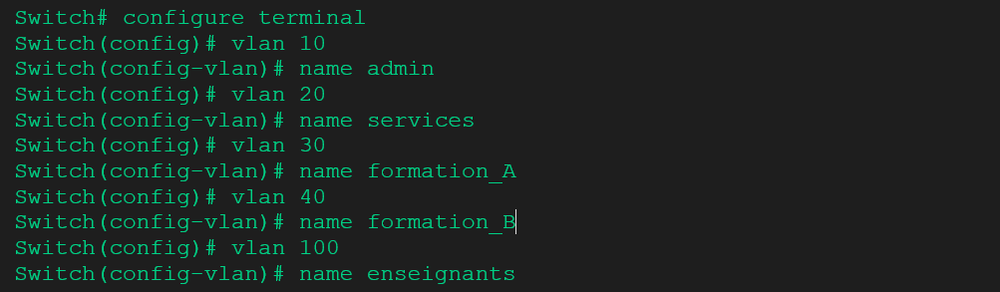 Switch# configure terminal
Switch(config)# vlan 10
Switch(config-vlan)# name admin
Switch(config)# vlan 20
Switch(config-vlan)# name services
Switch(config)# vlan 30
Switch(config-vlan)# name formation_A
Switch(config)# vlan 40
Switch(config-vlan)# name formation_B
Switch(config)# vlan 100
Switch(config-vlan)# name enseignants